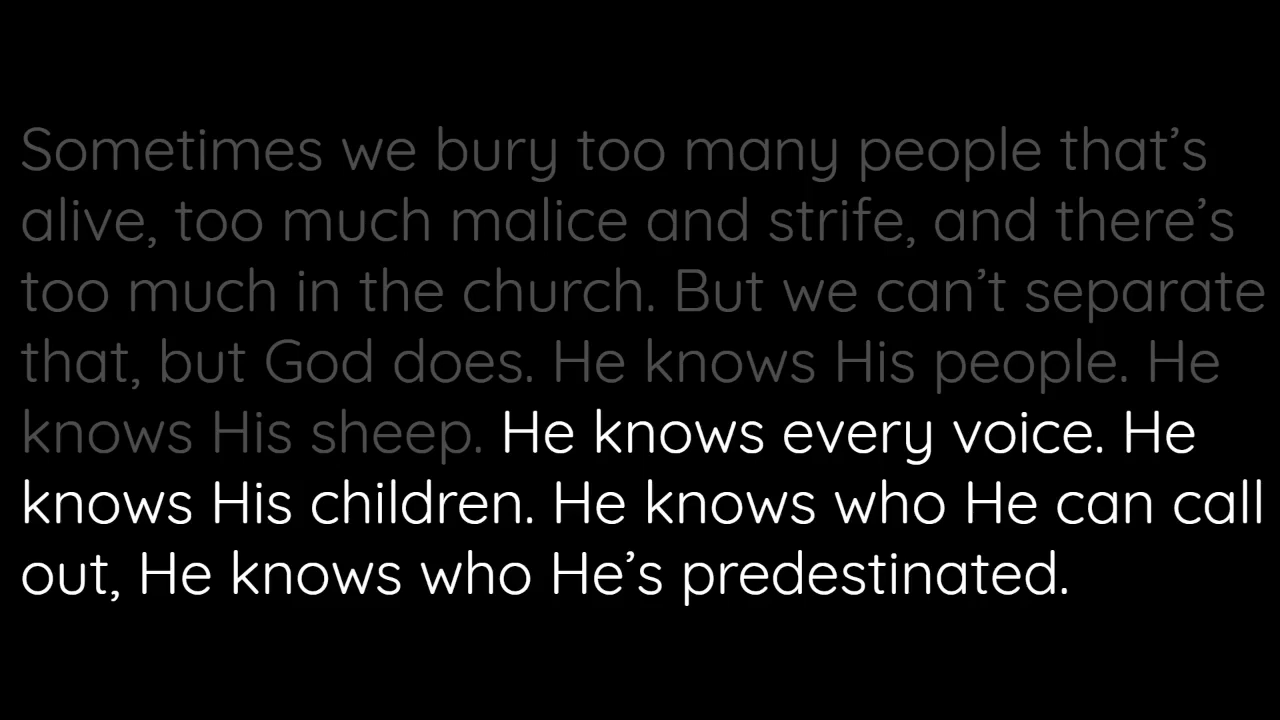 Sometimes we bury too many people that’s
alive, too much malice and strife, and there’s
too much in the church. But we can’t separate
that, but God does. He knows His people. He
knows His sheep. He knows every voice. He
knows His children. He knows who He can call
out, He knows who He’s predestinated.